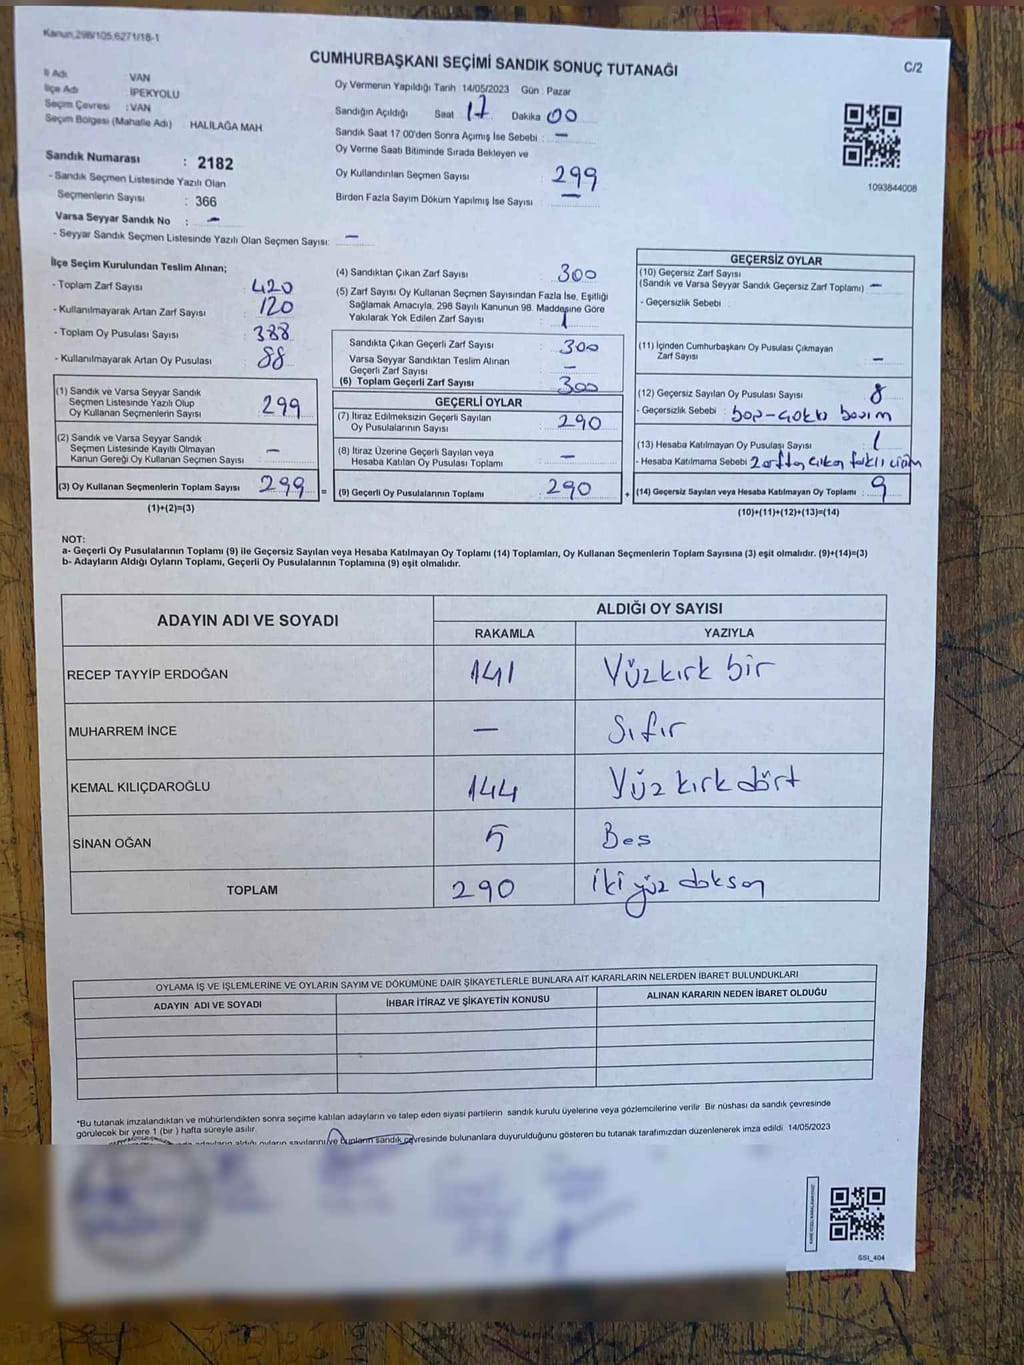 Kanun,298/105,6271/18-1
CUMHURBAŞKANI SEÇİMİ SANDIK SONUÇ TUTANAĞI
C/2
İl Adı VAN
İlçe Adı İPEKYOLU
Seçim Çevresi : VAN
Seçim Bölgesi (Mahalle Adı) HALİLAĞA MAH
Sandık Numarası : 2182
- Sandık Seçmen Listesinde Yazılı Olan
Seçmenlerin Sayısı : 366
Varsa Seyyar Sandık No : -
- Seyyar Sandık Seçmen Listesinde Yazılı Olan Seçmen Sayısı: -
Oy Vermenin Yapıldığı Tarih 14/05/2023 Gün : Pazar
Sandığın Açıldığı Saat 17 Dakika 00
Sandık Saat 17 00'den Sonra Açımış İse Sebebi : -
Oy Verme Saati Bitiminde Sırada Bekleyen ve
Oy Kullandırılan Seçmen Sayısı 299
Birden Fazla Sayım Döküm Yapılmış İse Sayısı -
1093844008
İlçe Seçim Kurulundan Teslim Alınan;
- Toplam Zarf Sayısı 420
- Kullanılmayarak Artan Zarf Sayısı 120
- Toplam Oy Pusulası Sayısı 388
- Kullanılmayarak Artan Oy Pusulası 88
(1) Sandık ve Varsa Seyyar Sandık
Seçmen Listesinde Yazılı Olup
Oy Kullanan Seçmenlerin Sayısı 299
(2) Sandık ve Varsa Seyyar Sandık
Seçmen Listesinde Kayıtlı Olmayan
Kanun Gereği Oy Kullanan Seçmen Sayısı -
(3) Oy Kullanan Seçmenlerin Toplam Sayısı 299 =
(1)+(2)=(3)
(4) Sandıktan Çıkan Zarf Sayısı 300
(5) Zarf Sayısı Oy Kullanan Seçmen Sayısından Fazla İse, Eşitliği
Sağlamak Amacıyla, 298 Sayılı Kanunun 98. Maddesine Göre
Yakılarak Yok Edilen Zarf Sayısı 1
Sandıkta Çıkan Geçerli Zarf Sayısı : 300
Varsa Seyyar Sandıktan Teslim Alınan
Geçerli Zarf Sayısı -
(6) Toplam Geçerli Zarf Sayısı 300
GEÇERLİ OYLAR
(7) İtiraz Edilmeksizin Geçerli Sayılan
Oy Pusulalarının Sayısı : 290
(8) İtiraz Üzerine Geçerli Sayılan veya
Hesaba Katılan Oy Pusulası Toplamı -
(9) Geçerli Oy Pusulalarının Toplamı 290 +
GEÇERSİZ OYLAR
(10) Geçersiz Zarf Sayısı
(Sandık ve Varsa Seyyar Sandık Geçersiz Zarf Toplamı) -
- Geçersizlik Sebebi :
(11) İçinden Cumhurbaşkanı Oy Pusulası Çıkmayan
Zarf Sayısı -
(12) Geçersiz Sayılan Oy Pusulası Sayısı 8
- Geçersizlik Sebebi :
(13) Hesaba Katılmayan Oy Pusulası Sayısı 1
- Hesaba Katılmama Sebebi
(14) Geçersiz Sayılan veya Hesaba Katılmayan Oy Toplamı : 9
(10)+(11)+(12)+(13)=(14)
NOT:
a- Geçerli Oy Pusulalarının Toplamı (9) ile Geçersiz Sayılan veya Hesaba Katılmayan Oy Toplamı (14) Toplamları, Oy Kullanan Seçmenlerin Toplam Sayısına (3) eşit olmalıdır. (9)+(14)=(3)
b- Adayların Aldığı Oyların Toplamı, Geçerli Oy Pusulalarının Toplamına (9) eşit olmalıdır.
ADAYIN ADI VE SOYADI ALDIĞI OY SAYISI
RAKAMLA YAZIYLA
RECEP TAYYİP ERDOĞAN 141 Yüzkırk bir
MUHARREM İNCE - Sıfır
KEMAL KILIÇDAROĞLU 144 Yüz kırk dört
SİNAN OĞAN 5 Bes
TOPLAM 290 iki yüz doksan
OYLAMA İŞ VE İŞLEMLERİNE VE OYLARIN SAYIM VE DÖKÜMÜNE DAİR ŞİKAYETLERLE BUNLARA AİT KARARLARIN NELERDEN İBARET BULUNDUKLARI
ADAYIN ADI VE SOYADI İHBAR İTİRAZ VE ŞİKAYETİN KONUSU ALINAN KARARIN NEDEN İBARET OLDUĞU
*Bu tutanak imzalandıktan ve mühürlendikten sonra seçime katılan adayların ve talep eden siyasi partilerin sandık kurulu üyelerine veya gözlemcilerine verilir. Bir nüshası da sandık çevresinde
görülecek bir yere 1 (bir ) hafta süreyle asılır.
adayların aldığı oyların sayılarını ve bunların sandık çevresinde bulunanlara duyurulduğunu gösteren bu tutanak tarafımızdan düzenlenerek imza edildi 14/05/2023
SSI_404